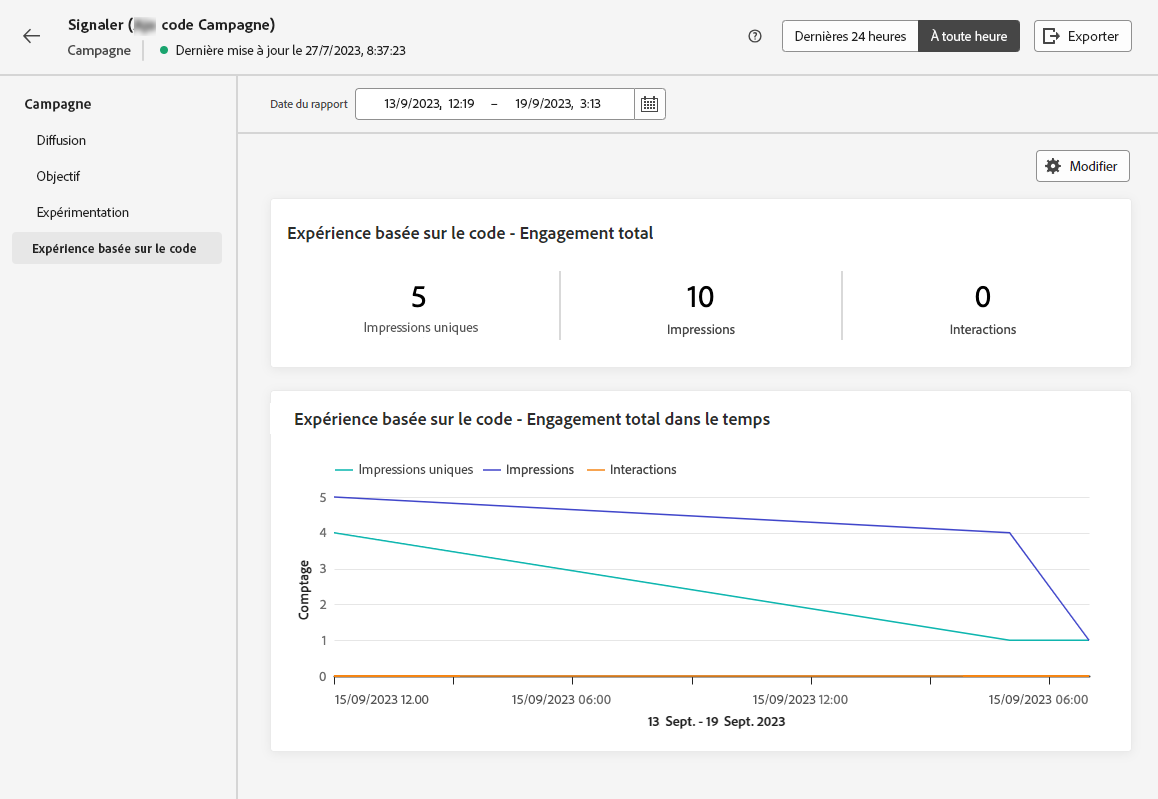 Signaler ( code Campagne)
Campagne
Dernière mise à jour le 27/7/2023, 8:37:23
Dernières 24 heures
À toute heure
Exporter
Campagne
Diffusion
Objectif
Expérimentation
Expérience basée sur le code
Date du rapport
13/9/2023, 12:19 – 19/9/2023, 3:13
Modifier
Expérience basée sur le code - Engagement total
5
Impressions uniques
10
Impressions
0
Interactions
Expérience basée sur le code - Engagement total dans le temps
Impressions uniques
Impressions
Interactions
Comptage
5
4
3
2
1
0
15/09/2023 12.00
15/09/2023 06:00
15/09/2023 12:00
15/09/2023 06:00
13 Sept. - 19 Sept. 2023